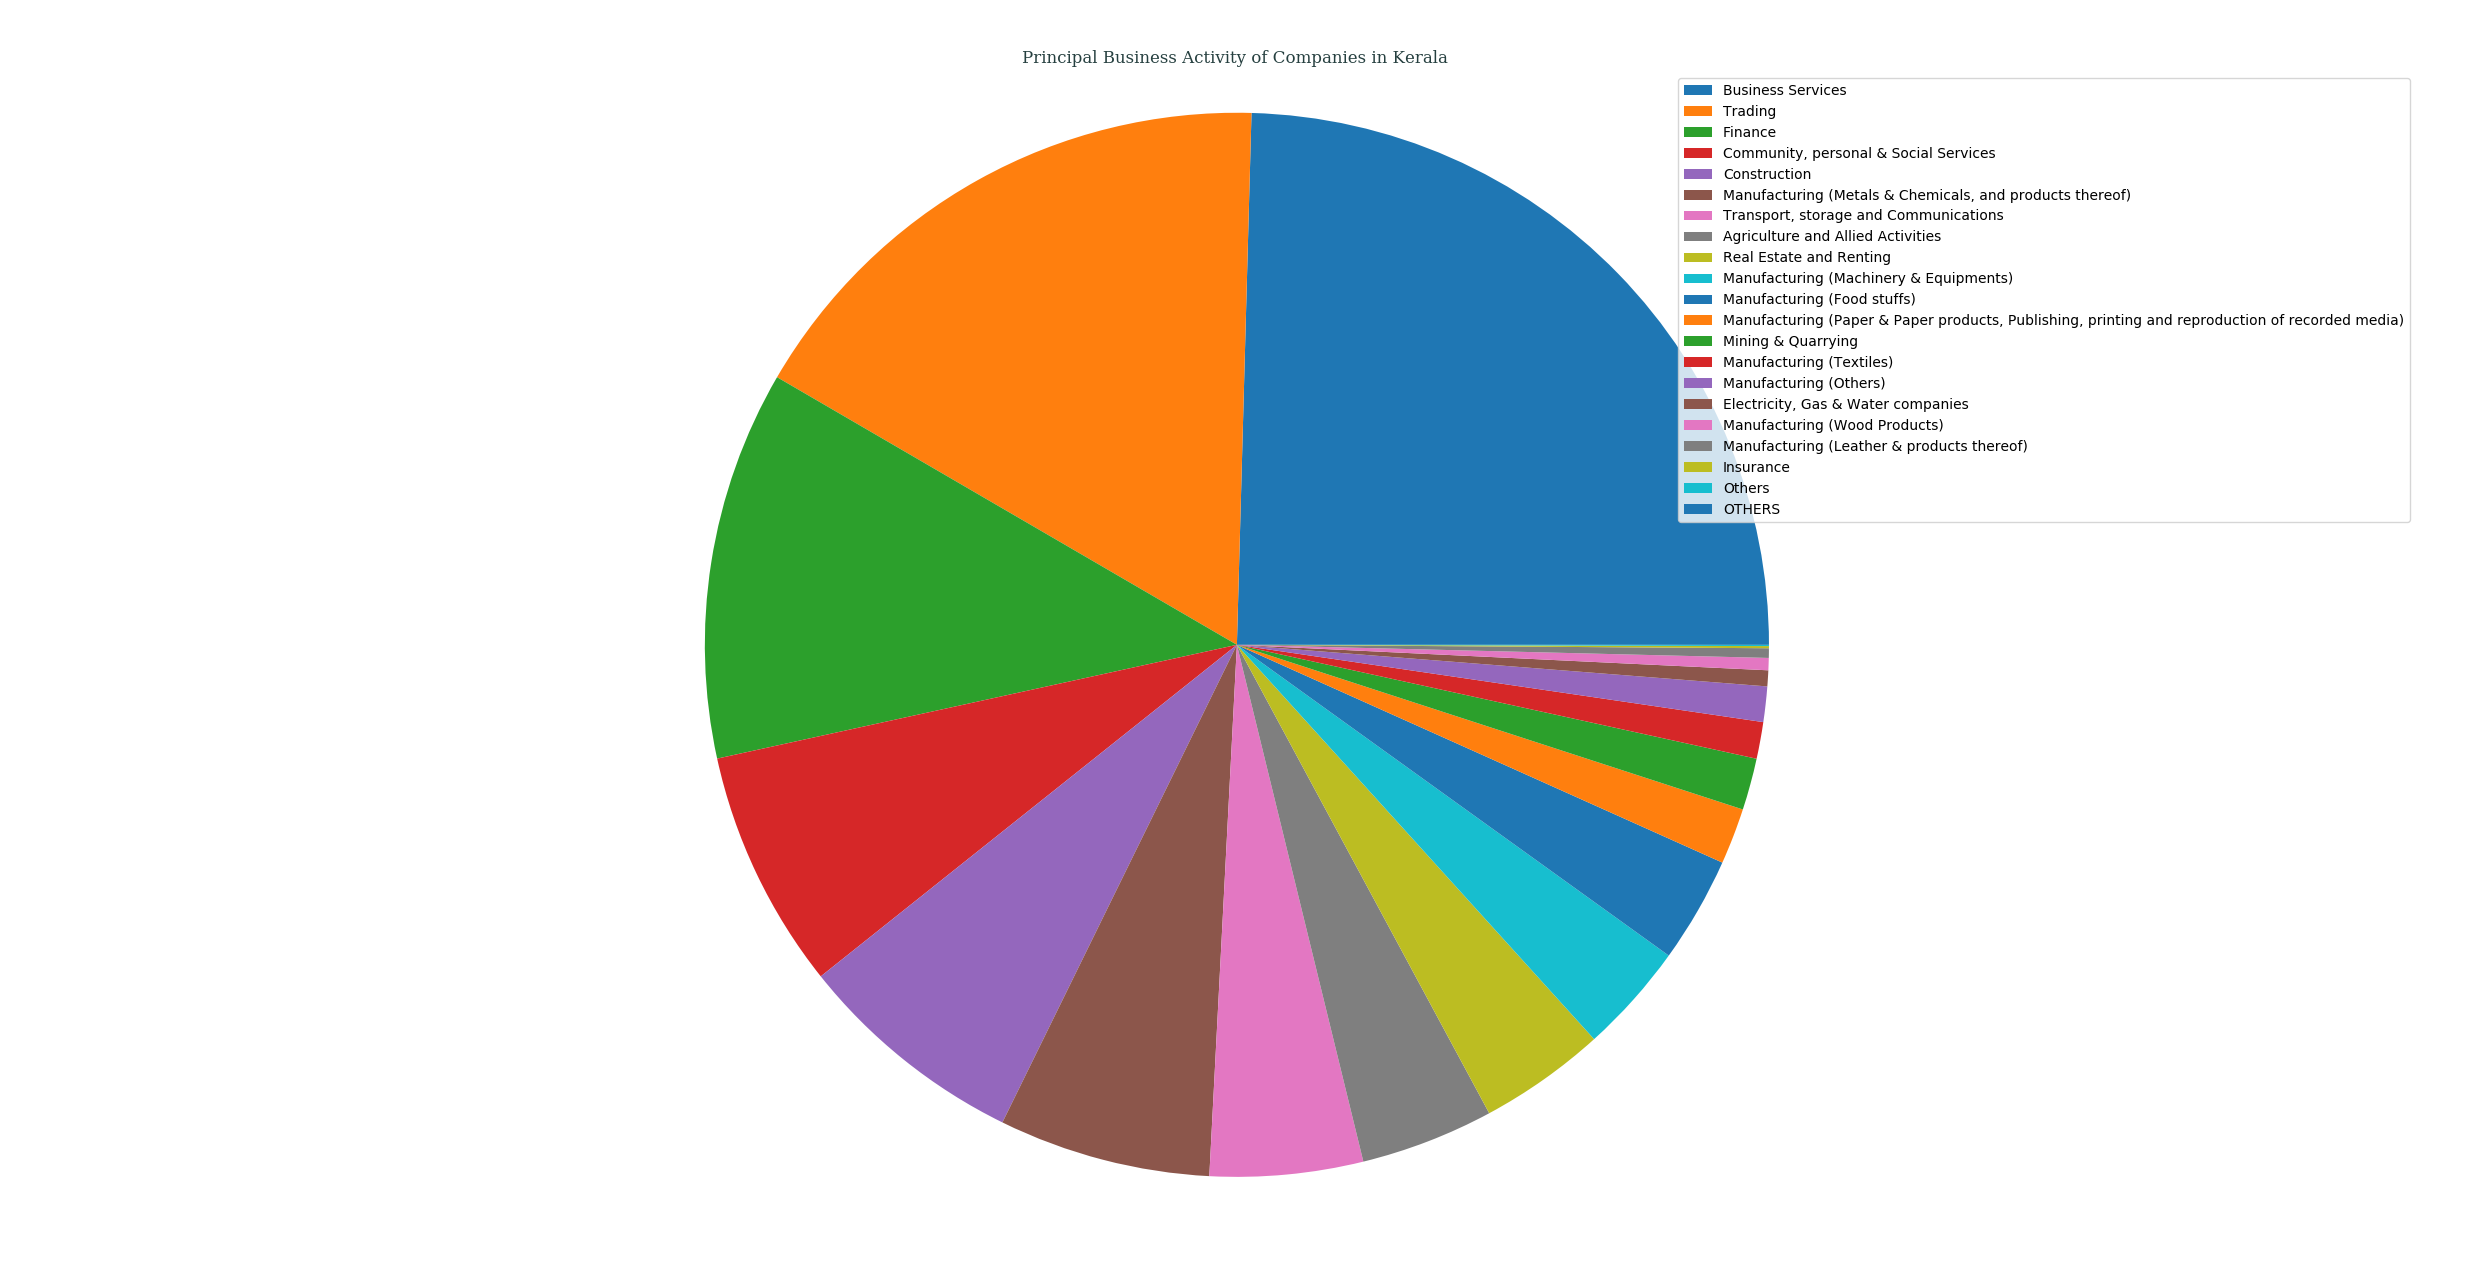 Principal Business Activity of Companies in Kerala
Business Services
Trading
Finance
Community, personal & Social Services
Construction
Manufacturing (Metals & Chemicals, and products thereof)
Transport, storage and Communications
Agriculture and Allied Activities
Real Estate and Renting
Manufacturing (Machinery & Equipments)
Manufacturing (Food stuffs)
Manufacturing (Paper & Paper products, Publishing, printing and reproduction of recorded media)
Mining & Quarrying
Manufacturing (Textiles)
Manufacturing (Others)
Electricity, Gas & Water companies
Manufacturing (Wood Products)
Manufacturing (Leather & products thereof)
Insurance
Others
OTHERS